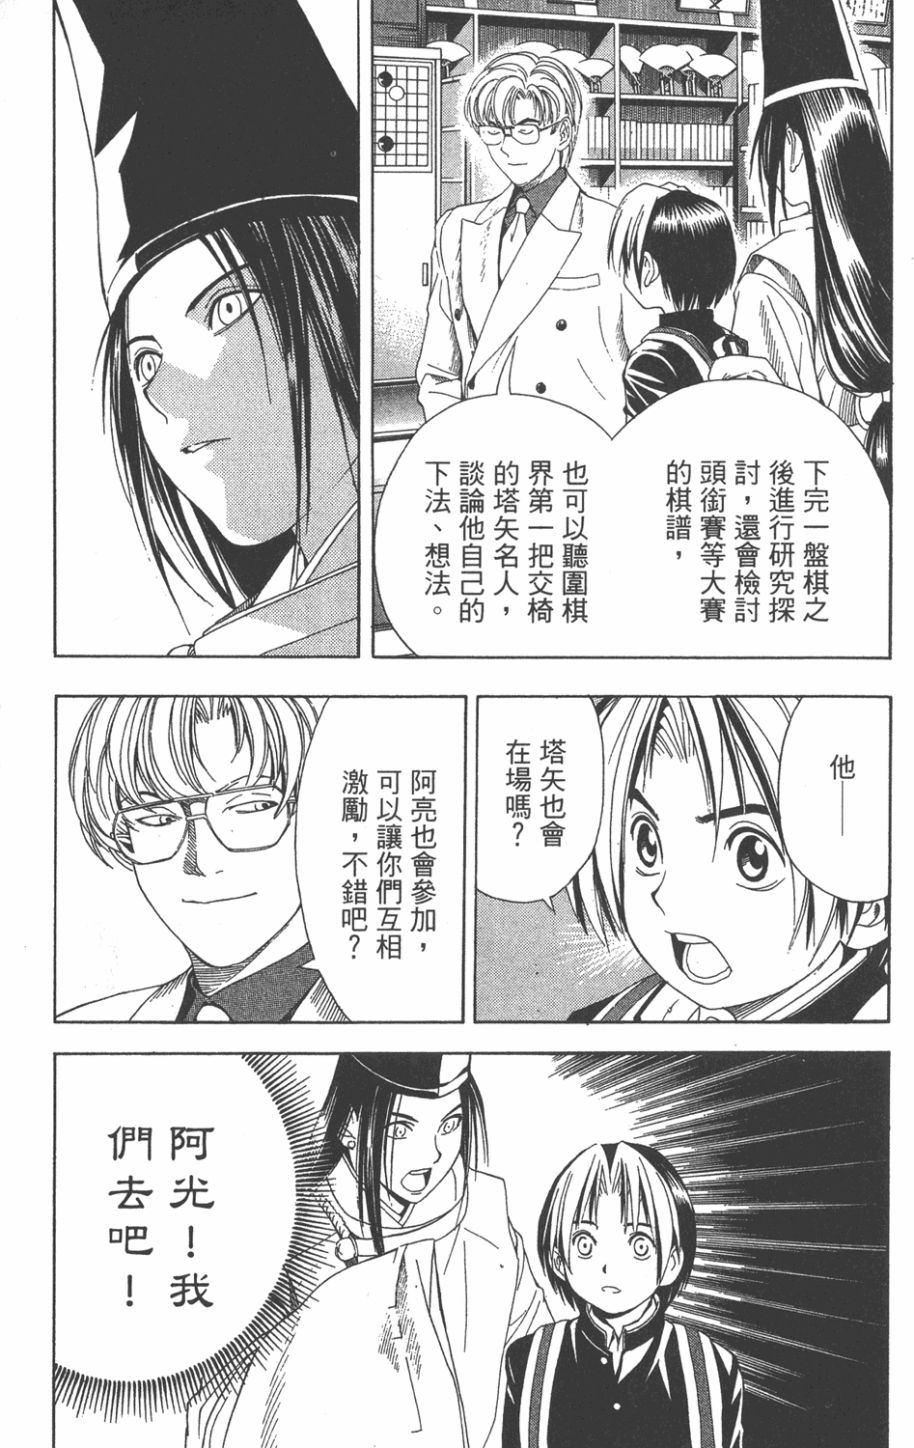 下完一盤棋之
後進行研究探
討，還會檢討
頭銜賽等大賽
的棋譜，
也可以聽圍棋
界第一把交椅
的塔矢名人，
談論他自己的
下法、想法。
他——
塔矢也會
在場嗎？
阿亮也會參加，
可以讓你們互相
激勵，不錯吧？
阿光！我
們去吧！